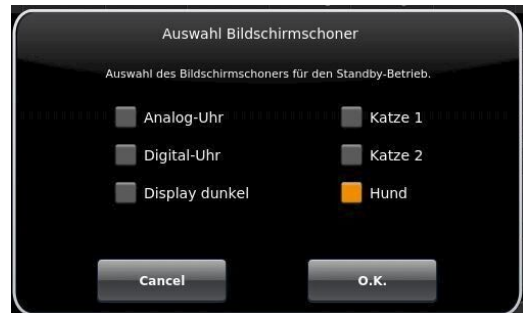 Auswahl Bildschirmschoner
Auswahl des Bildschirmschoners für den Standby-Betrieb.
Analog-Uhr
Katze 1
Digital-Uhr
Katze 2
Display dunkel
Hund
Cancel
O.K.